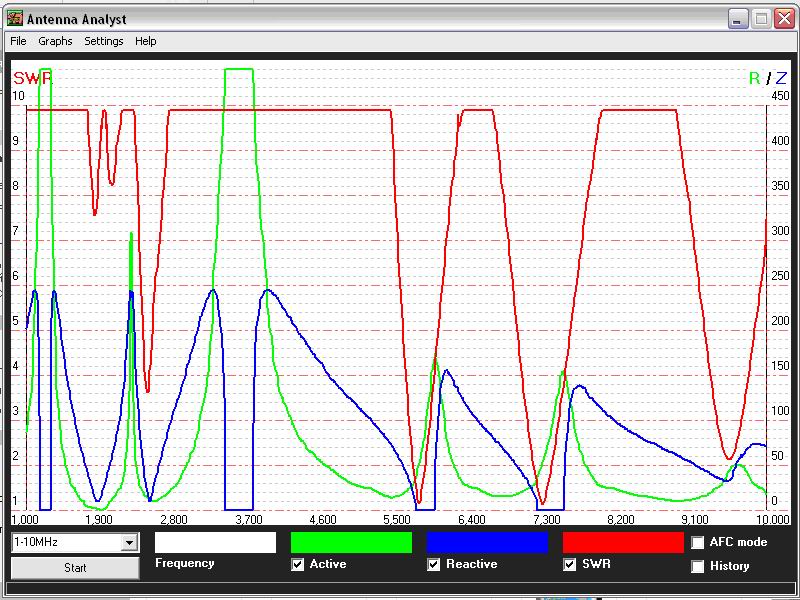 Antenna Analyst
File Graphs Settings Help
SWR R / Z
10 450
9 400
8 350
7 300
6 250
5 200
4 150
3 100
2 50
1 0
1,000 1,900 2,800 3,700 4,600 5,500 6,400 7,300 8,200 9,100 10,000
1-10MHz
Start
Frequency
Active
Reactive
SWR
AFC mode
History